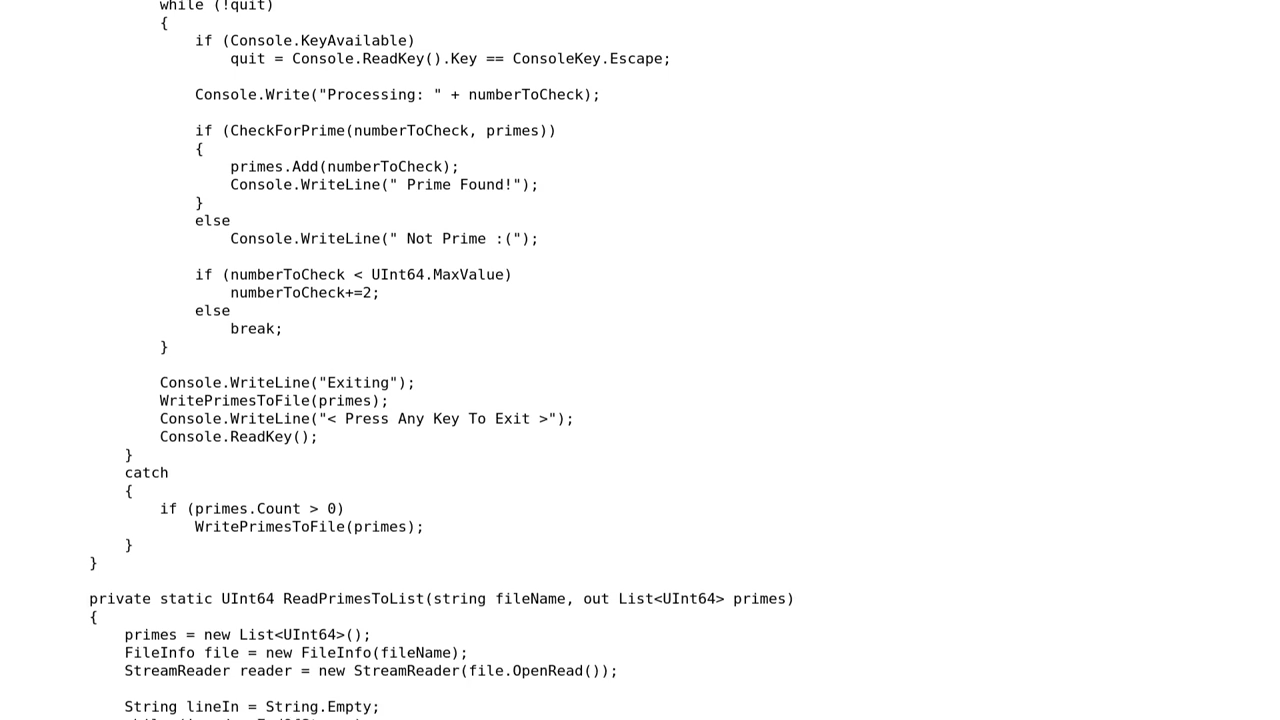 while (!quit)
{
if (Console.KeyAvailable)
quit = Console.ReadKey().Key == ConsoleKey.Escape;
Console.Write("Processing: " + numberToCheck);
if (CheckForPrime(numberToCheck, primes))
{
primes.Add(numberToCheck);
Console.WriteLine(" Prime Found!");
}
else
Console.WriteLine(" Not Prime :(");
if (numberToCheck < UInt64.MaxValue)
numberToCheck+=2;
else
break;
}
Console.WriteLine("Exiting");
WritePrimesToFile(primes);
Console.WriteLine("< Press Any Key To Exit >");
Console.ReadKey();
}
catch
{
if (primes.Count > 0)
WritePrimesToFile(primes);
}
}
private static UInt64 ReadPrimesToList(string fileName, out List<UInt64> primes)
{
primes = new List<UInt64>();
FileInfo file = new FileInfo(fileName);
StreamReader reader = new StreamReader(file.OpenRead());
String lineIn = String.Empty;